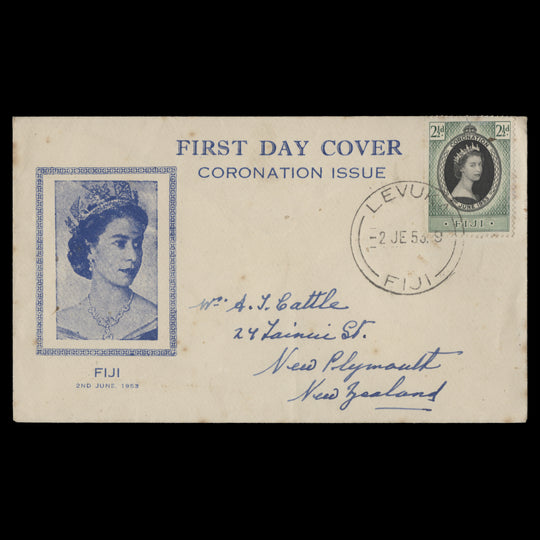 FIRST DAY COVER
CORONATION ISSUE
2½d 2½d
CORONATION
JUNE 1953
· FIJI ·
LEVUKA
2 JE 53
FIJI
Mr. A. J. Cattle
24
St.
New Plymouth
New Zealand
FIJI
2ND JUNE, 1953